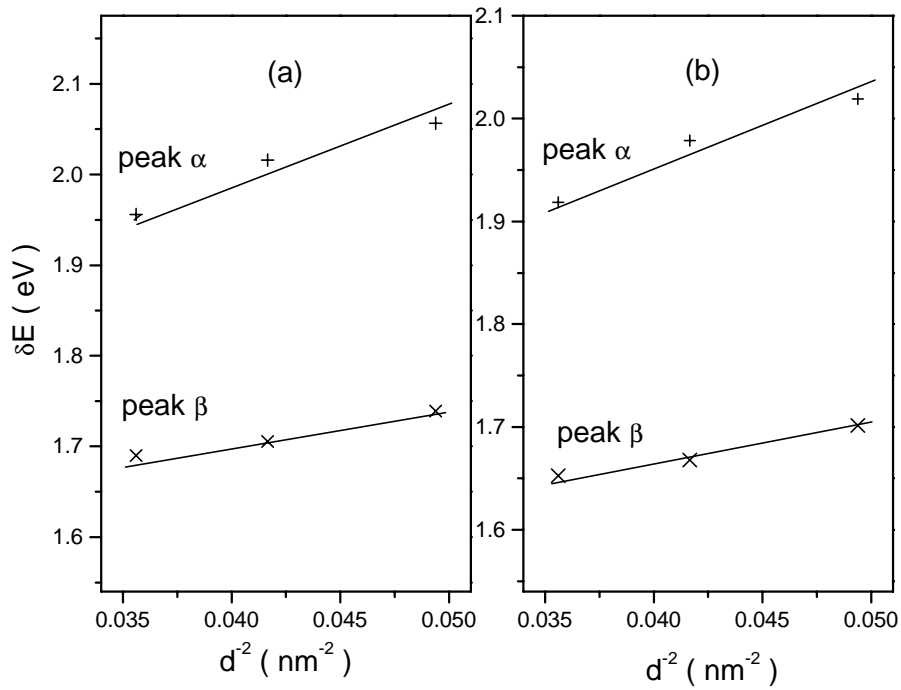 (a)
2.1
2.0
1.9
1.8
1.7
1.6
peak α
peak β
δE ( eV )
0.035 0.040 0.045 0.050
d⁻² ( nm⁻² )
(b)
2.1
2.0
1.9
1.8
1.7
1.6
peak α
peak β
0.035 0.040 0.045 0.050
d⁻² ( nm⁻² )